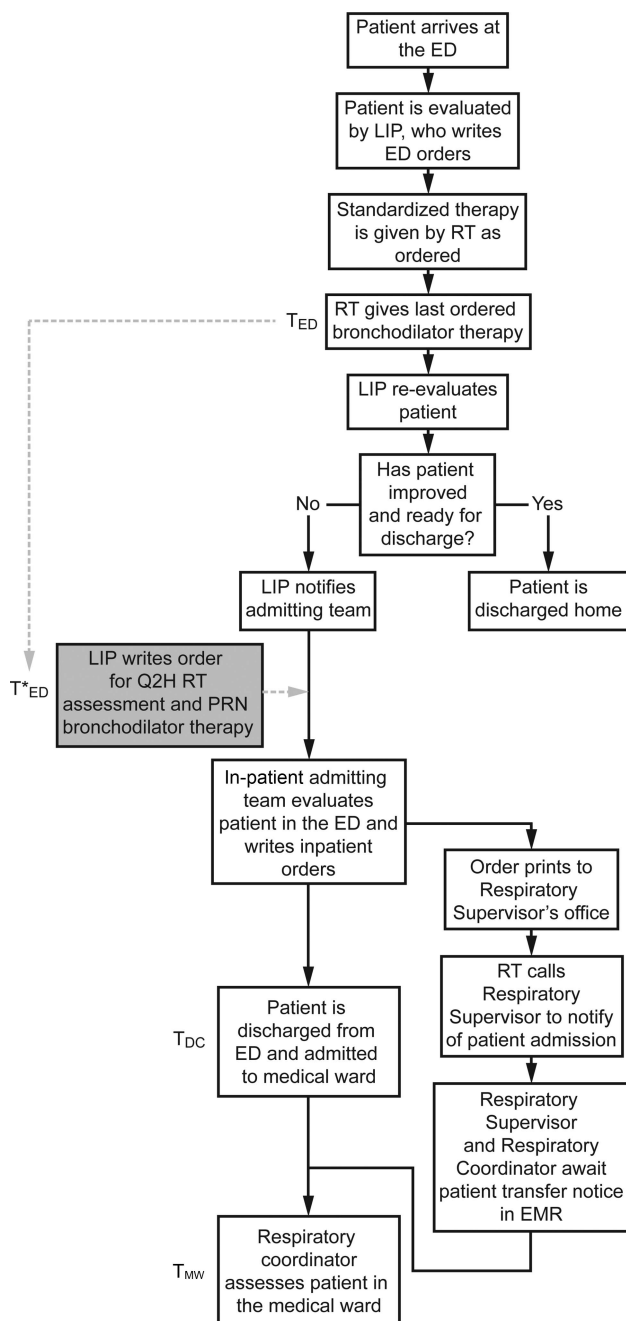 Patient arrives at
the ED
Patient is evaluated
by LIP, who writes
ED orders
Standardized therapy
is given by RT as
ordered
T_ED
RT gives last ordered
bronchodilator therapy
LIP re-evaluates
patient
Has patient
improved
and ready for
discharge?
No
Yes
LIP notifies
admitting team
Patient is
discharged home
T*_ED
LIP writes order
for Q2H RT
assessment and PRN
bronchodilator therapy
In-patient admitting
team evaluates
patient in the ED and
writes inpatient
orders
Order prints to
Respiratory
Supervisor’s office
RT calls
Respiratory
Supervisor to notify
of patient admission
T_DC
Patient is
discharged from
ED and admitted
to medical ward
Respiratory
Supervisor
and Respiratory
Coordinator await
patient transfer notice
in EMR
T_MW
Respiratory
coordinator
assesses patient in
the medical ward